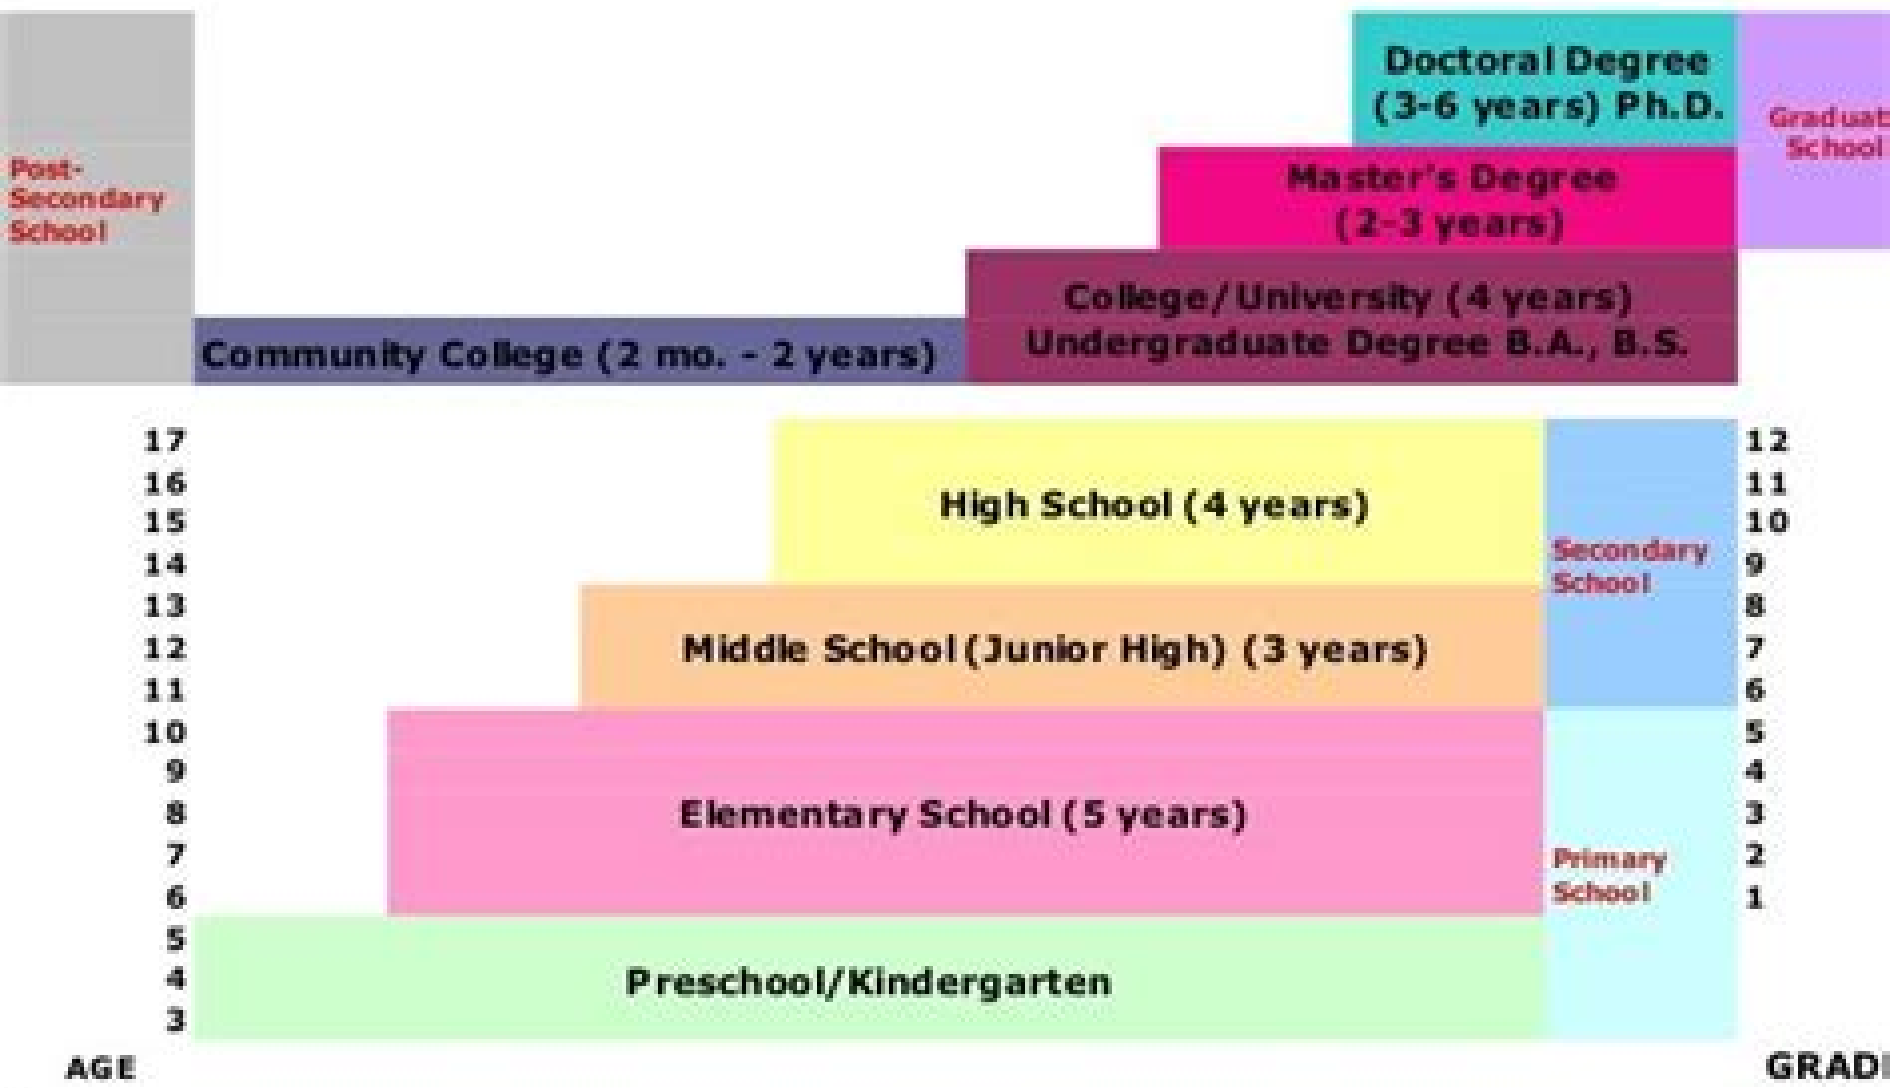 Doctoral Degree
(3-6 years) Ph.D.
Graduat
School
Post-
Secondary
School
Master's Degree
(2-3 years)
College/University (4 years)
Undergraduate Degree B.A., B.S.
Community College (2 mo. - 2 years)
17
12
16
11
High School (4 years)
15
10
Secondary
School
14
9
13
8
Middle School (Junior High) (3 years)
12
7
11
6
10
5
9
4
Elementary School (5 years)
8
3
7
2
Primary
School
6
1
5
Preschool/Kindergarten
4
3
AGE
GRAD